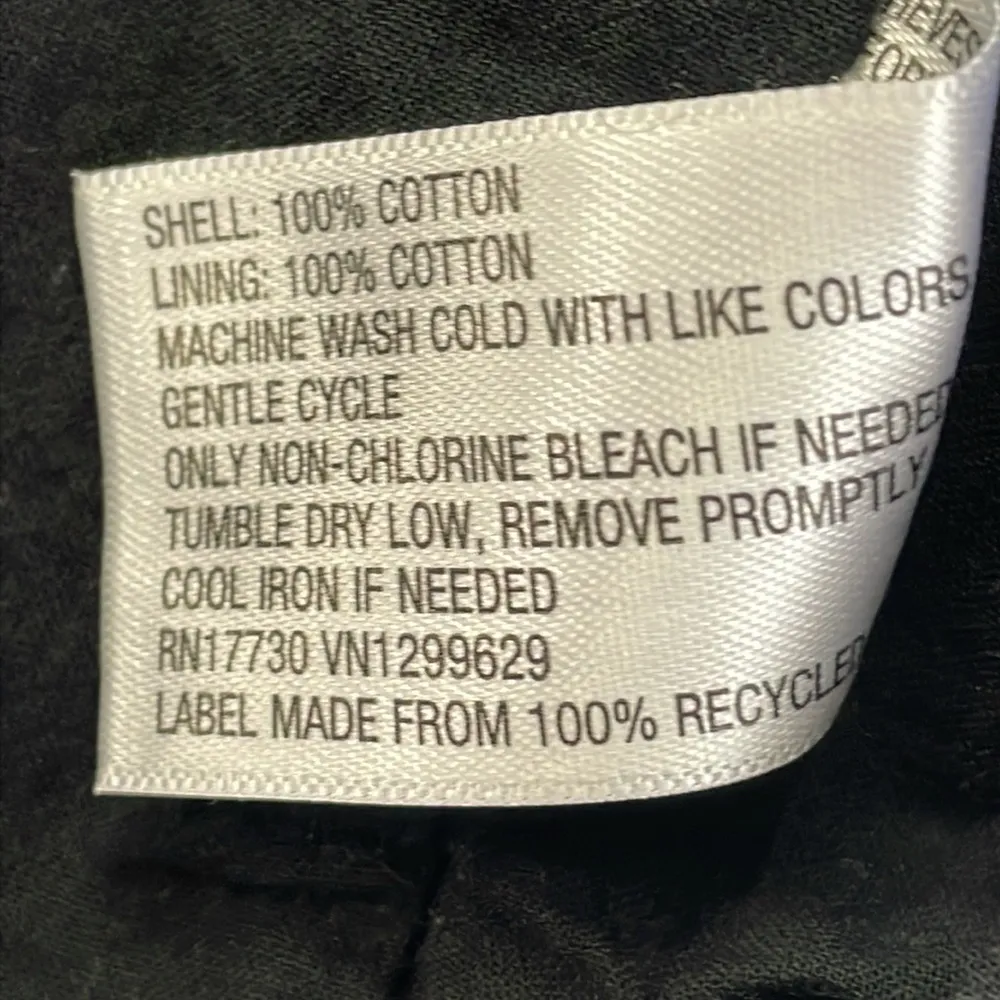 SHELL: 100% COTTON
LINING: 100% COTTON
MACHINE WASH COLD WITH LIKE COLORS
GENTLE CYCLE
ONLY NON-CHLORINE BLEACH IF NEEDED
TUMBLE DRY LOW, REMOVE PROMPTLY
COOL IRON IF NEEDED
RN17730 VN1299629
LABEL MADE FROM 100% RECYCLED